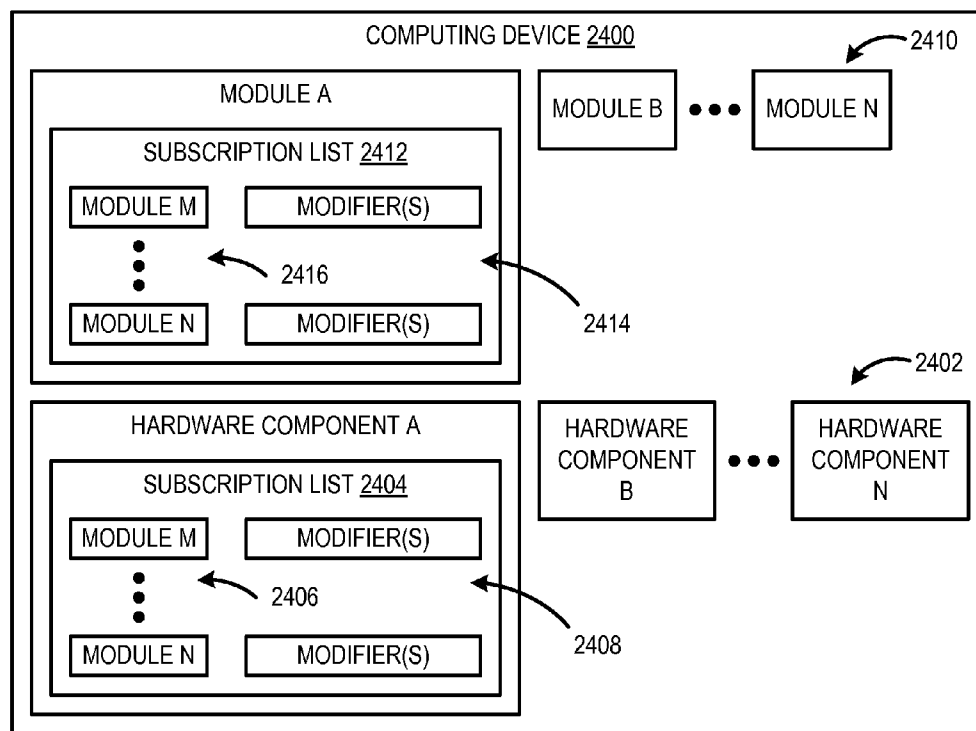 COMPUTING DEVICE 2400
2410
MODULE A
MODULE B
MODULE N
SUBSCRIPTION LIST 2412
MODULE M
MODIFIER(S)
2416
2414
MODULE N
MODIFIER(S)
2402
HARDWARE COMPONENT A
HARDWARE
COMPONENT
B
HARDWARE
COMPONENT
N
SUBSCRIPTION LIST 2404
MODULE M
MODIFIER(S)
2406
2408
MODULE N
MODIFIER(S)